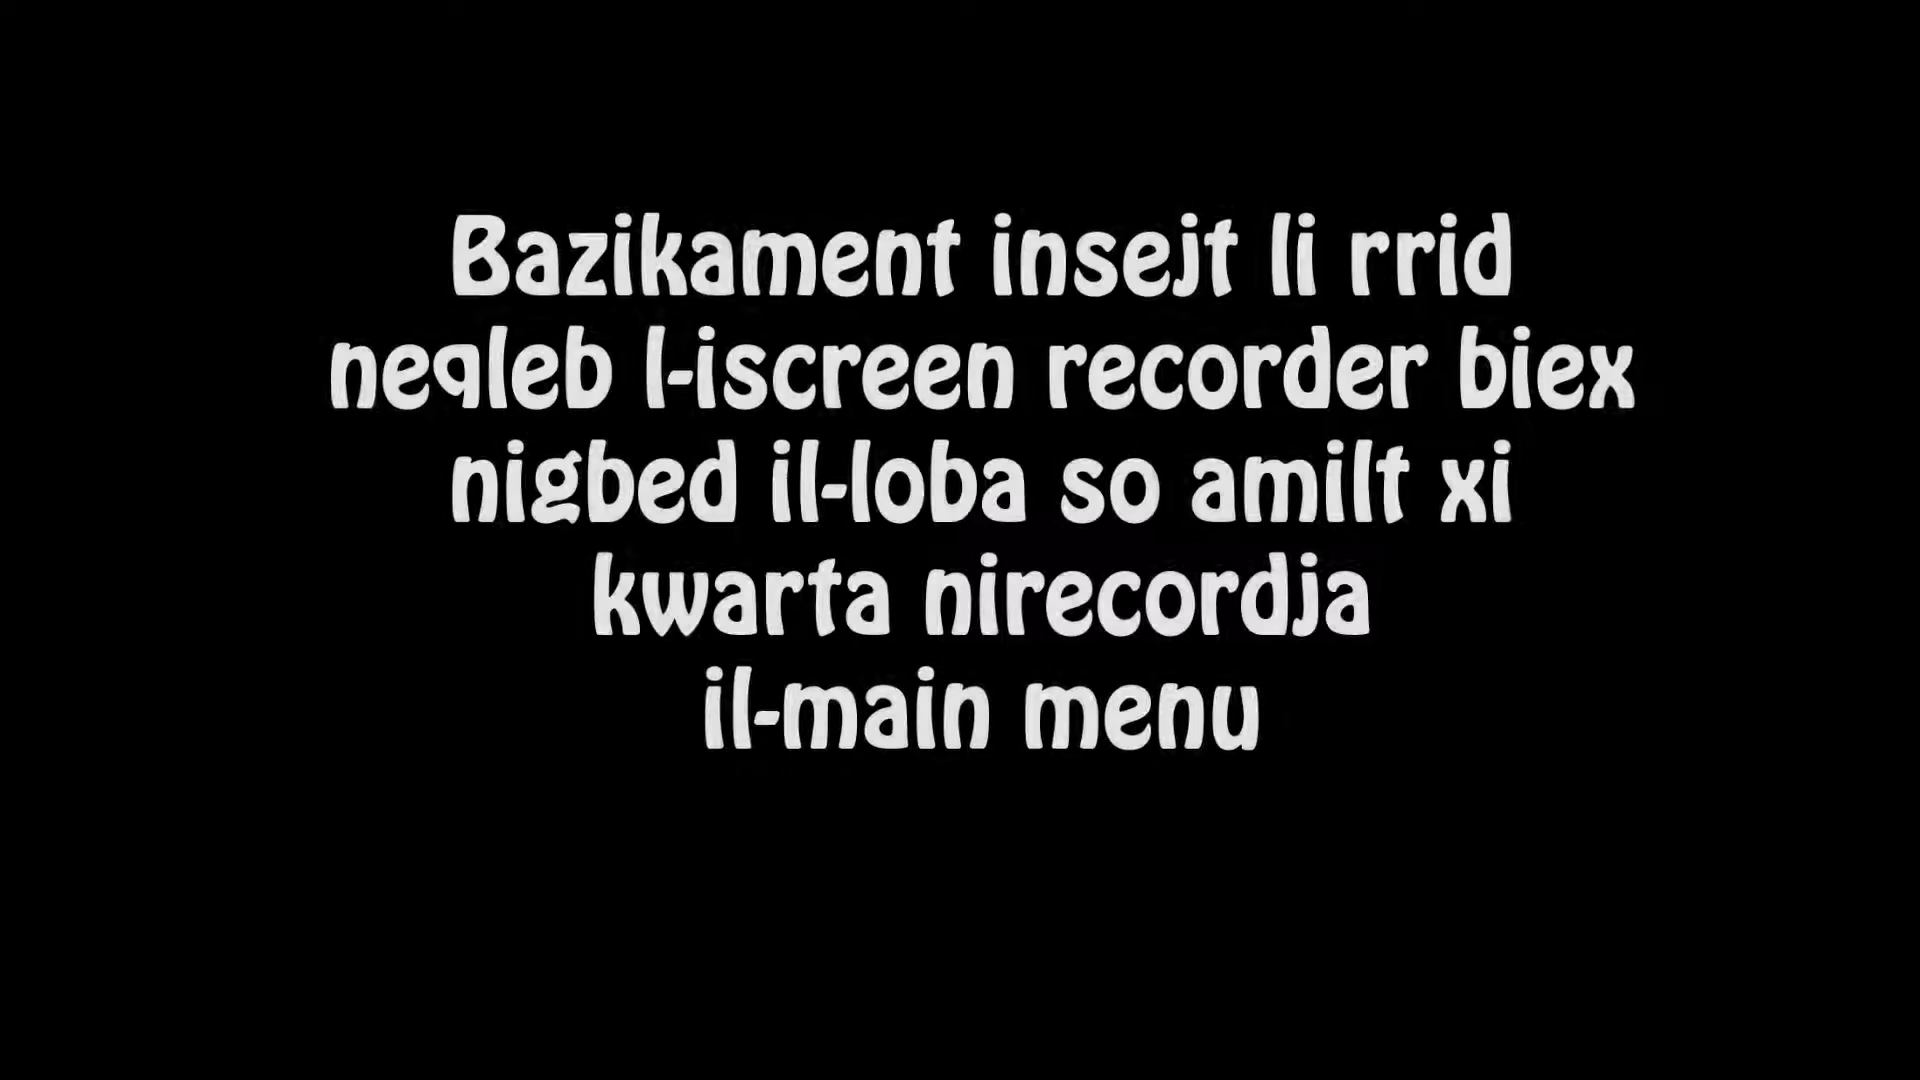 Bazikament insejt li rrid
neqleb l-iscreen recorder biex
nigbed il-loba so amilt xi
kwarta nirecordja
il-main menu